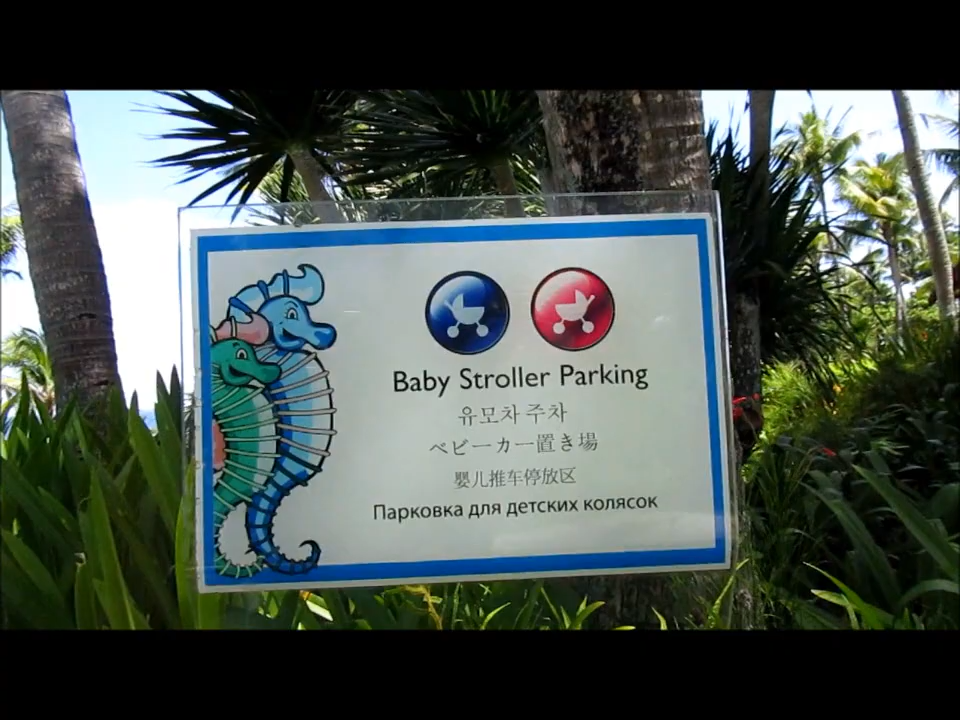 Baby Stroller Parking
유모차 주차
ベビーカー置き場
婴儿推车停放区
Парковка для детских колясок